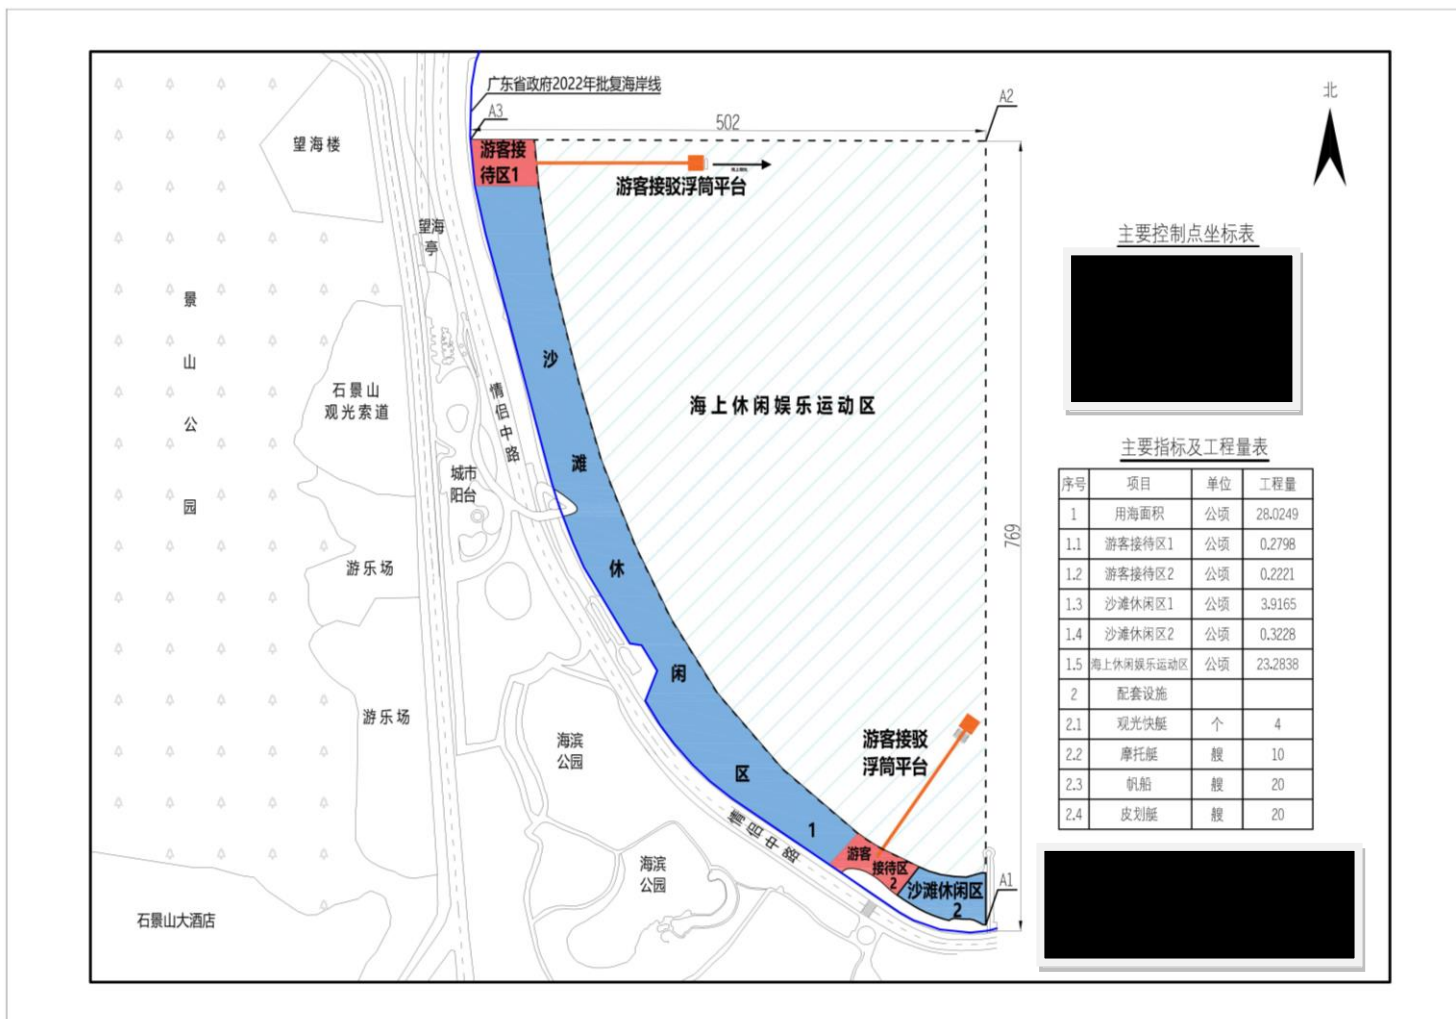 广东省政府2022年批复海岸线
A3
A2
502
北
望海楼
游客接
待区1
游客接驳浮筒平台
望海
亭
主要控制点坐标表
景
山
公
园
沙
滩
休
闲
区
1
石景山
观光索道
情侣中路
海上休闲娱乐运动区
城市
阳台
主要指标及工程量表
序号 项目 单位 工程量
1 用海面积 公顷 28.0249
1.1 游客接待区1 公顷 0.2798
1.2 游客接待区2 公顷 0.2221
1.3 沙滩休闲区1 公顷 3.9165
1.4 沙滩休闲区2 公顷 0.3228
1.5 海上休闲娱乐运动区 公顷 23.2838
2 配套设施
2.1 观光快艇 个 4
2.2 摩托艇 艘 10
2.3 帆船 艘 20
2.4 皮划艇 艘 20
769
游乐场
游乐场
海滨
公园
游客接驳
浮筒平台
情侣中路
游客
接待区
2
海滨
公园
沙滩休闲区
2
A1
石景山大酒店